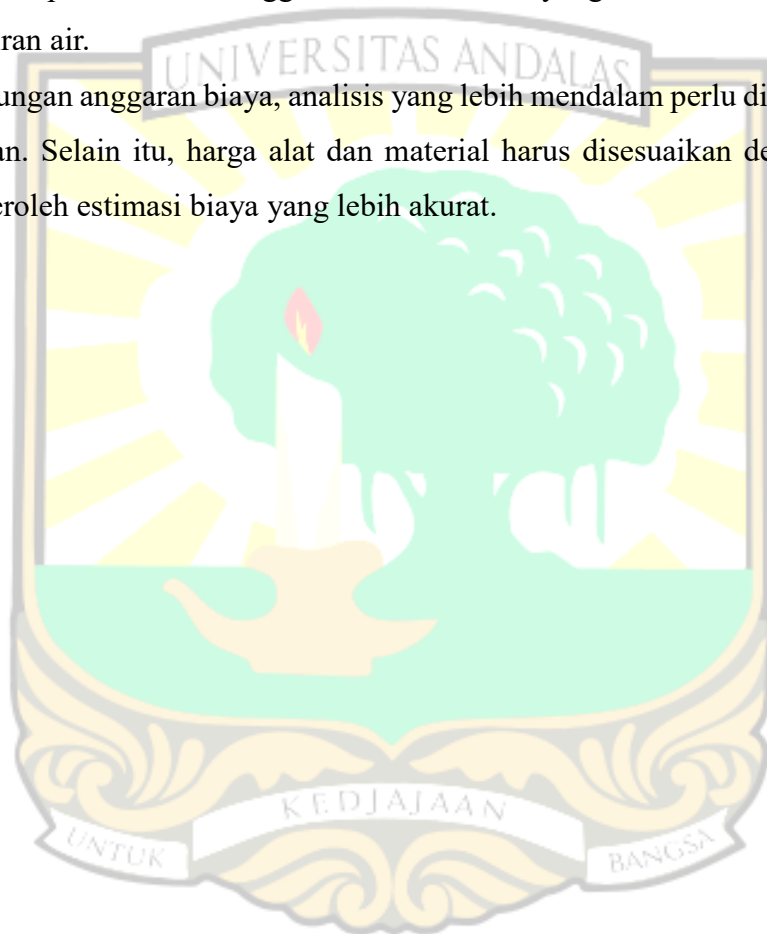 ran air.
UNIVERSITAS ANDALAS
ungan anggaran biaya, analisis yang lebih mendalam perlu di
an. Selain itu, harga alat dan material harus disesuaikan de
eroleh estimasi biaya yang lebih akurat.
KEDJAJAAN
UNTUK BANGSA